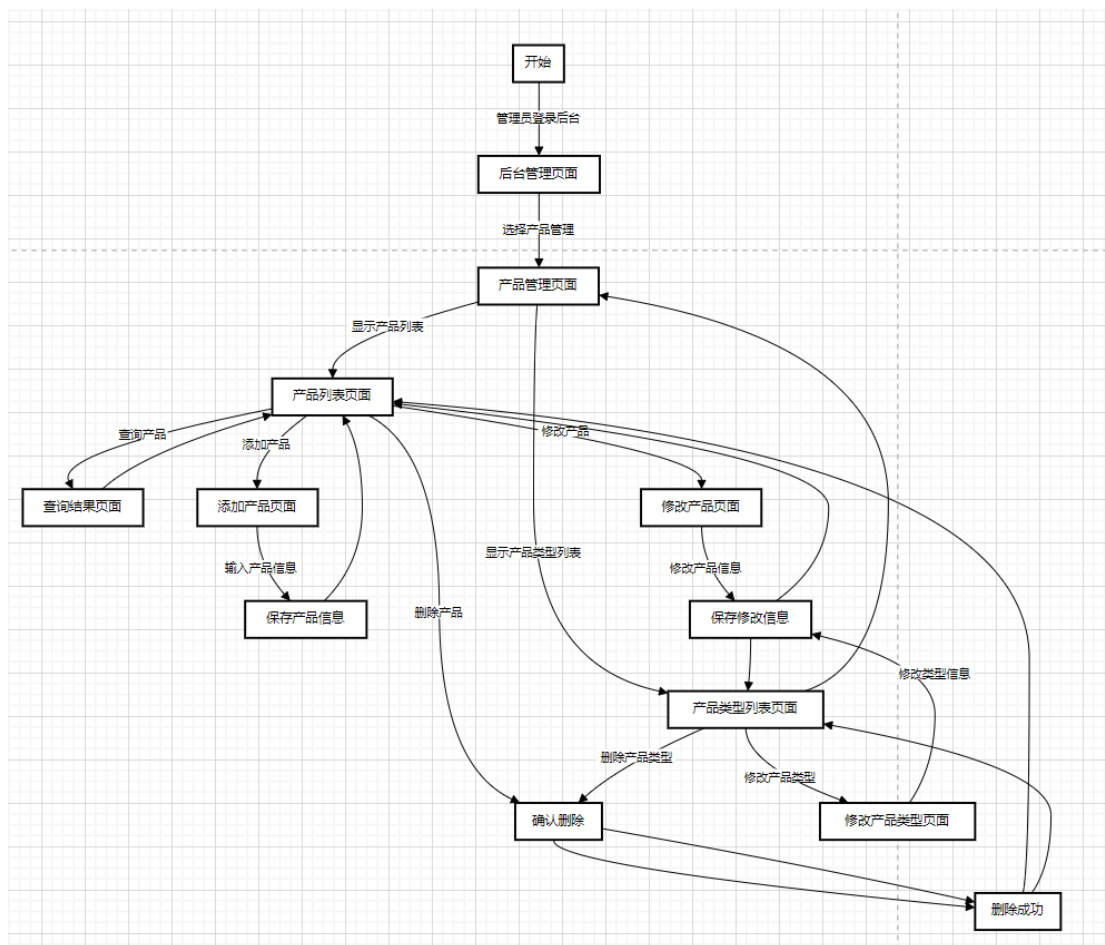 开始
管理员登录后台
后台管理页面
选择产品管理
产品管理页面
显示产品列表
产品列表页面
查询产品
添加产品
修改产品
查询结果页面
添加产品页面
修改产品页面
显示产品类型列表
输入产品信息
修改产品信息
保存产品信息
删除产品
保存修改信息
修改类型信息
产品类型列表页面
删除产品类型
修改产品类型
确认删除
修改产品类型页面
删除成功